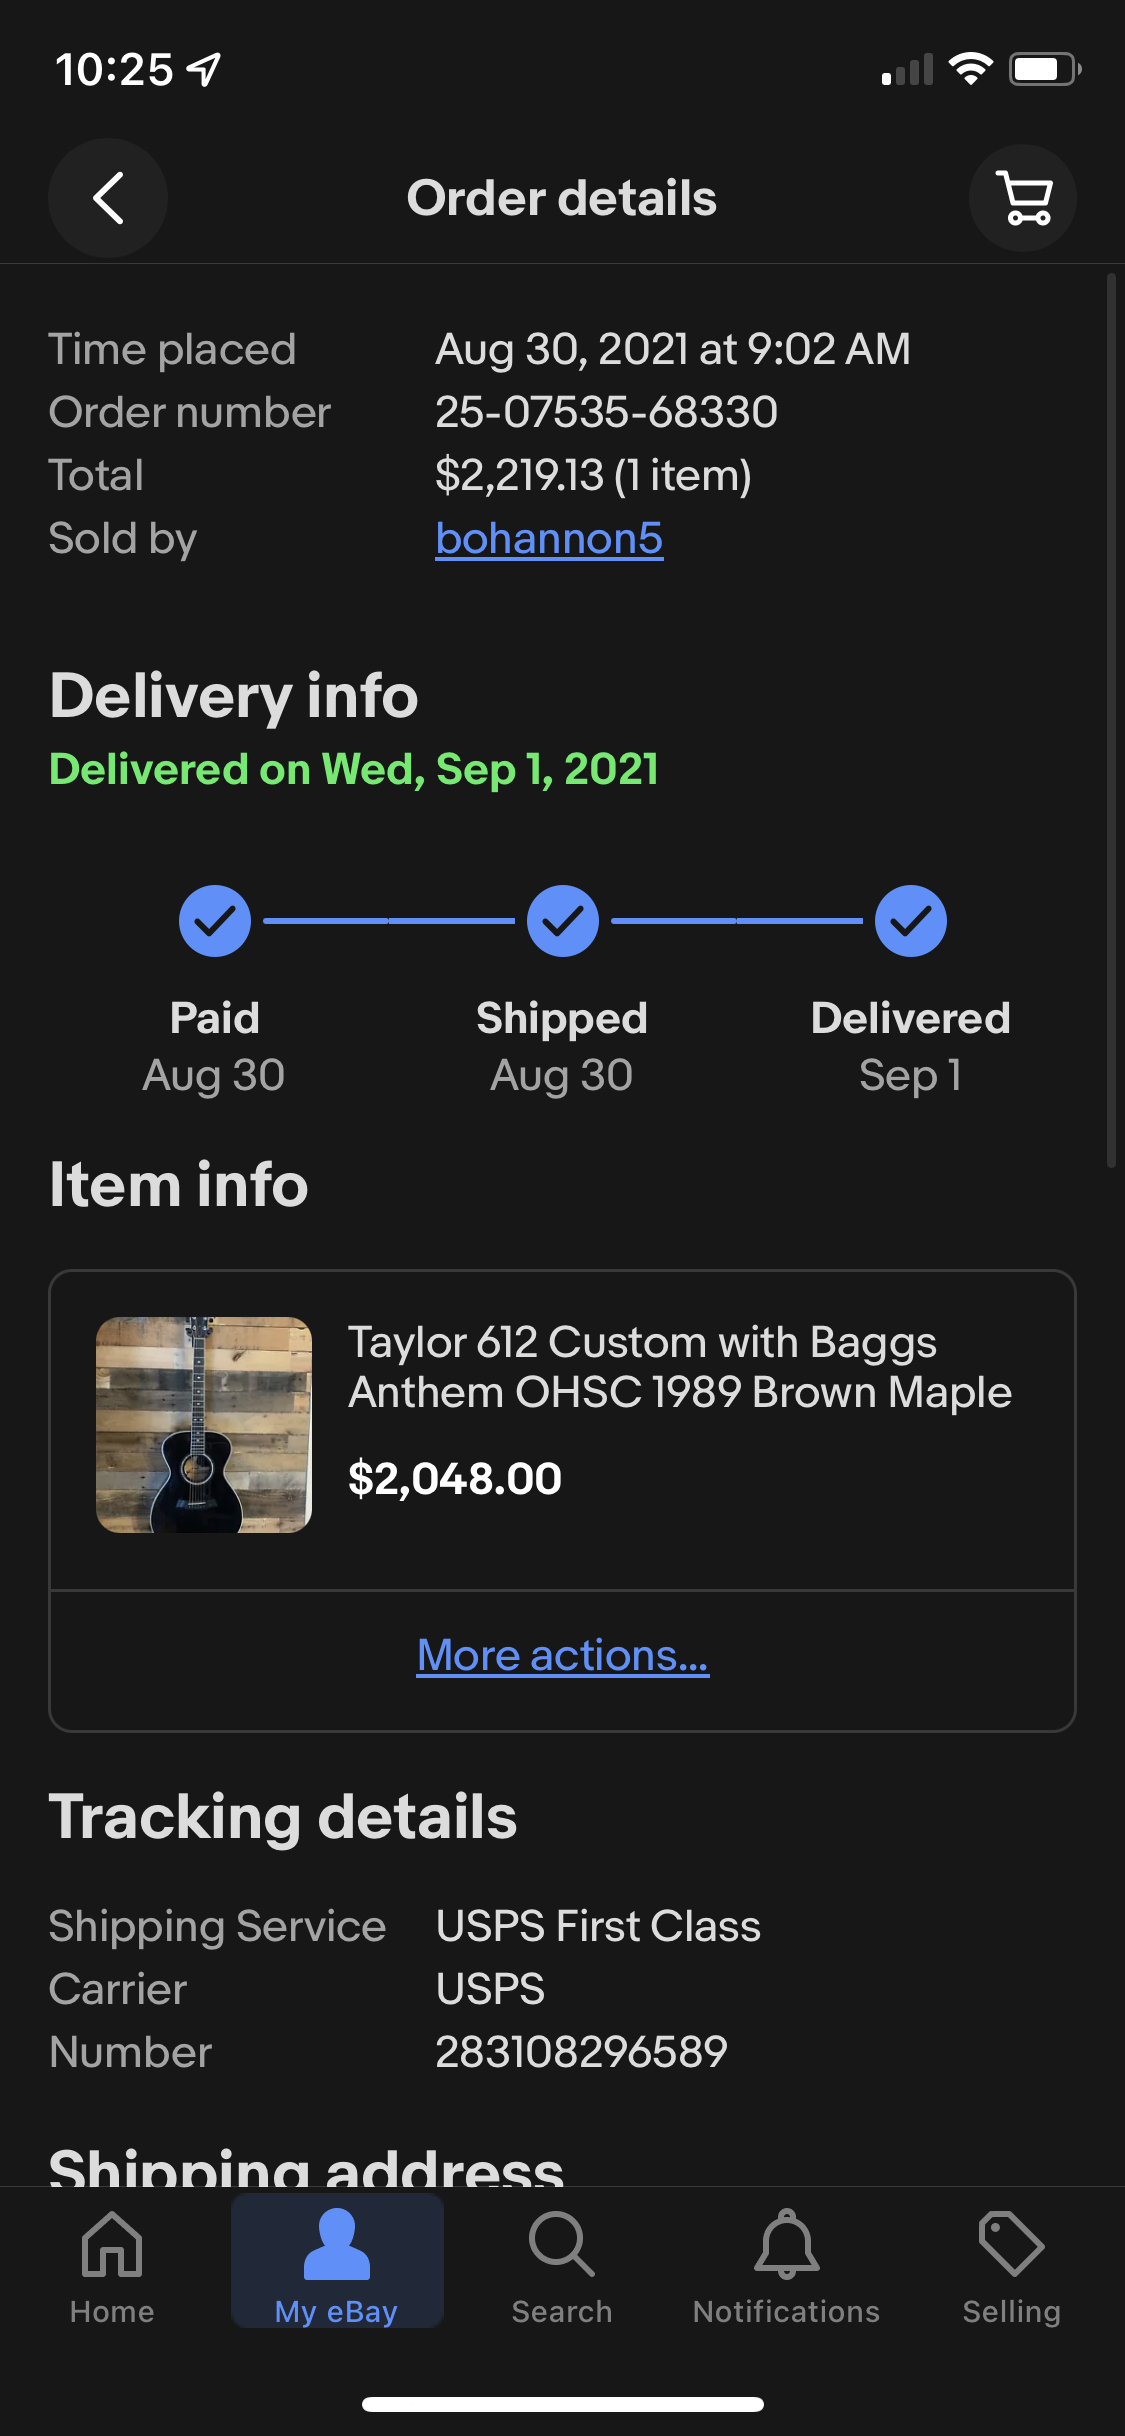 10:25
Order details
Time placed Aug 30, 2021 at 9:02 AM
Order number 25-07535-68330
Total $2,219.13 (1 item)
Sold by bohannon5
Delivery info
Delivered on Wed, Sep 1, 2021
Paid Shipped Delivered
Aug 30 Aug 30 Sep 1
Item info
Taylor 612 Custom with Baggs
Anthem OHSC 1989 Brown Maple
$2,048.00
More actions...
Tracking details
Shipping Service USPS First Class
Carrier USPS
Number 283108296589
Shipping address
Home My eBay Search Notifications Selling